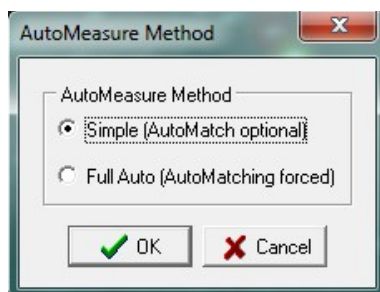 AutoMeasure Method
AutoMeasure Method
Simple (AutoMatch optional)
Full Auto (AutoMatching forced)
OK
Cancel